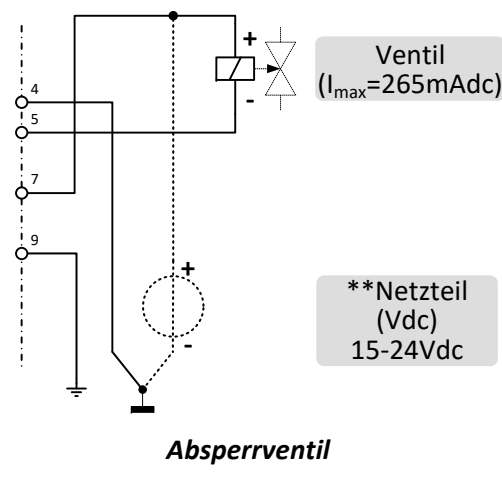 +
-
Ventil
(Imax=265mAdc)
4
5
7
9
+
-
**Netzteil
(Vdc)
15-24Vdc
Absperrventil